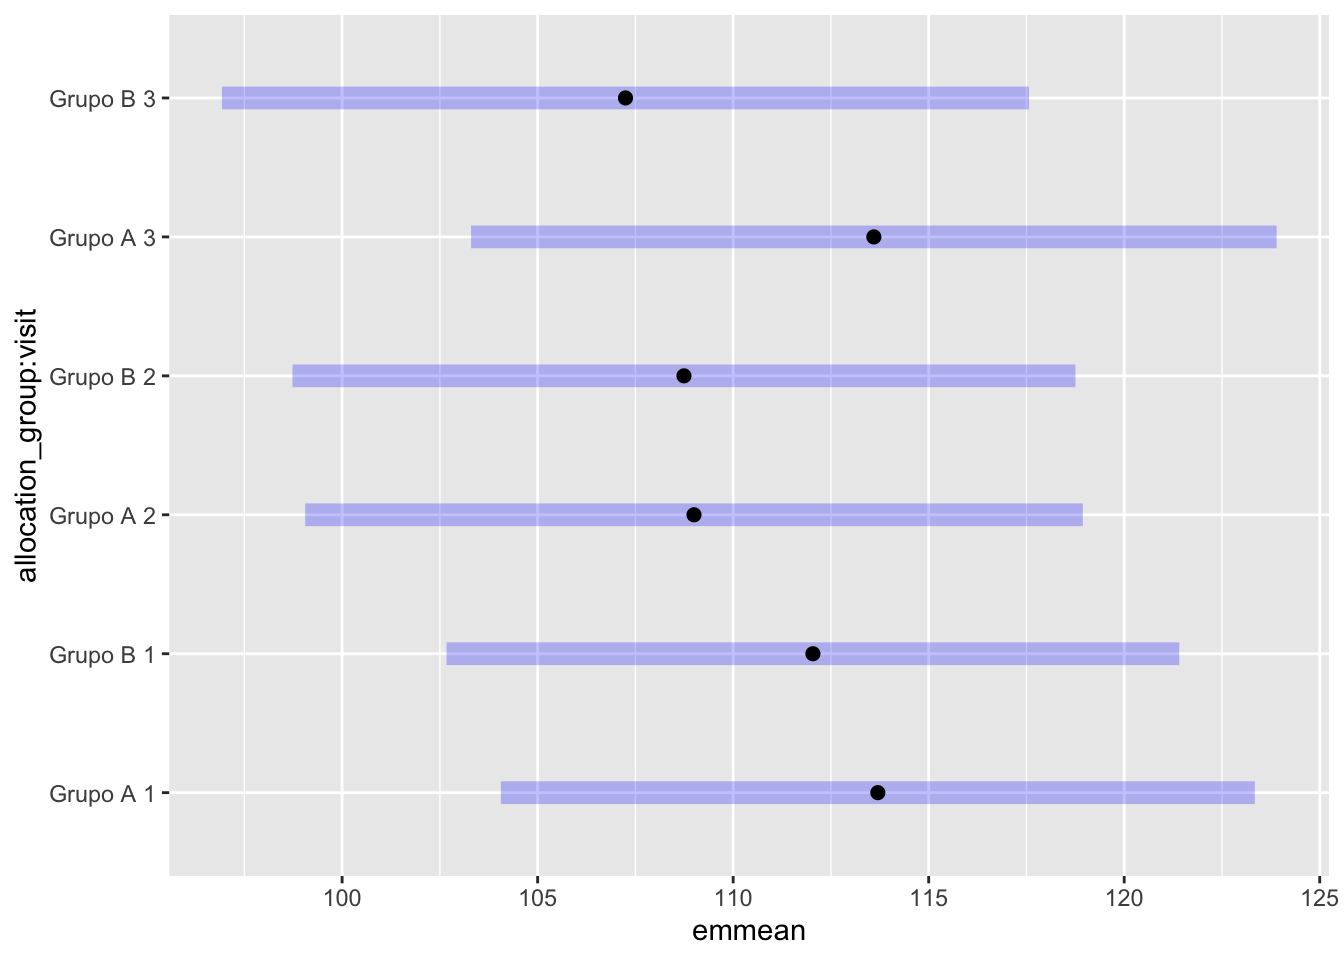 Grupo B 3
Grupo A 3
Grupo B 2
Grupo A 2
Grupo B 1
Grupo A 1
allocation_group:visit
100 105 110 115 120 125
emmean